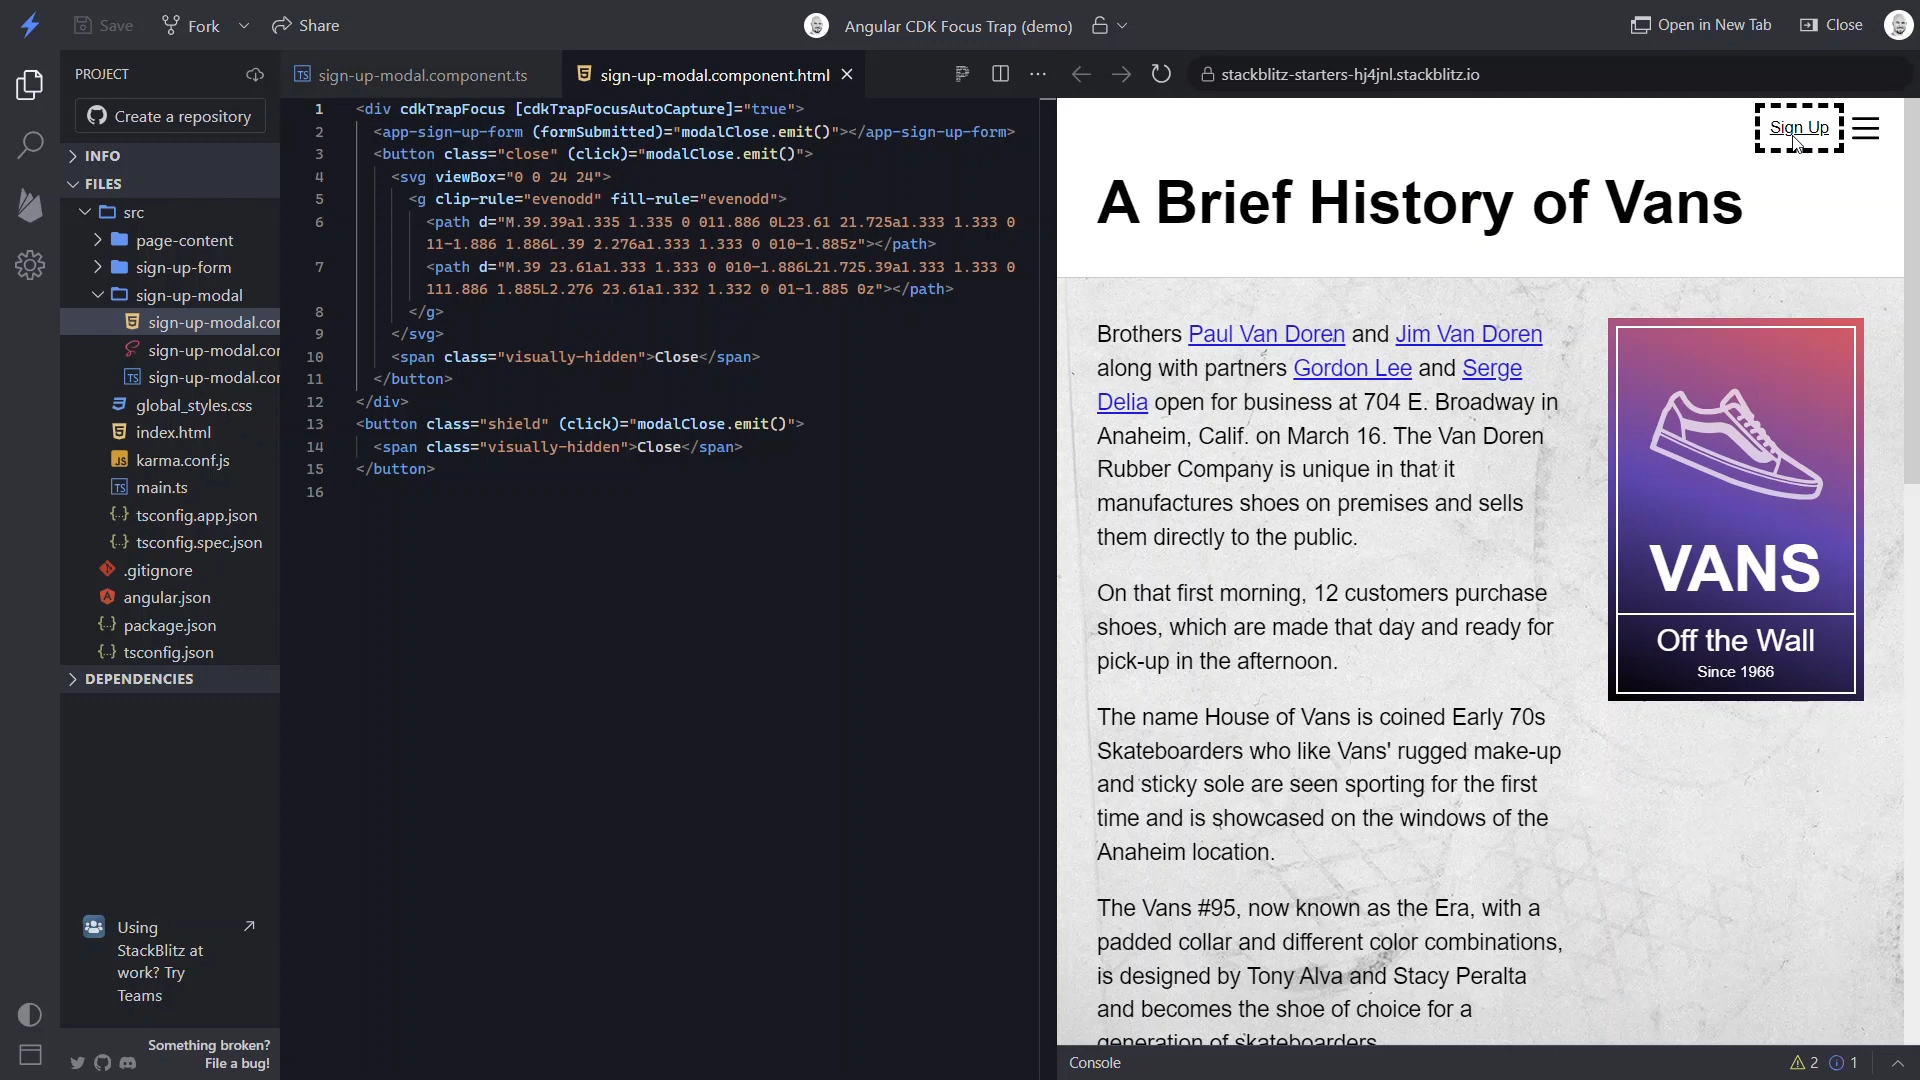 Save
Fork
Share
Angular CDK Focus Trap (demo)
Open in New Tab
Close
PROJECT
Create a repository
INFO
FILES
src
page-content
sign-up-form
sign-up-modal
sign-up-modal.cor
sign-up-modal.cor
sign-up-modal.cor
global_styles.css
index.html
karma.conf.js
main.ts
tsconfig.app.json
tsconfig.spec.json
.gitignore
angular.json
package.json
tsconfig.json
DEPENDENCIES
Using
StackBlitz at
work? Try
Teams
Something broken?
File a bug!
sign-up-modal.component.ts
sign-up-modal.component.html
1 <div cdkTrapFocus [cdkTrapFocusAutoCapture]="true">
2 <app-sign-up-form (formSubmitted)="modalClose.emit()"></app-sign-up-form>
3 <button class="close" (click)="modalClose.emit()">
4 <svg viewBox="0 0 24 24">
5 <g clip-rule="evenodd" fill-rule="evenodd">
6 <path d="M.39.39a1.335 1.335 0 011.886 0L23.61 21.725a1.333 1.333 0
11-1.886 1.886L.39 2.276a1.333 1.333 0 010-1.885z"></path>
7 <path d="M.39 23.61a1.333 1.333 0 010-1.886L21.725.39a1.333 1.333 0
111.886 1.885L2.276 23.61a1.332 1.332 0 01-1.885 0z"></path>
8 </g>
9 </svg>
10 <span class="visually-hidden">Close</span>
11 </button>
12 </div>
13 <button class="shield" (click)="modalClose.emit()">
14 <span class="visually-hidden">Close</span>
15 </button>
16
stackblitz-starters-hj4jnl.stackblitz.io
Sign Up
A Brief History of Vans
Brothers Paul Van Doren and Jim Van Doren
along with partners Gordon Lee and Serge
Delia open for business at 704 E. Broadway in
Anaheim, Calif. on March 16. The Van Doren
Rubber Company is unique in that it
manufactures shoes on premises and sells
them directly to the public.
On that first morning, 12 customers purchase
shoes, which are made that day and ready for
pick-up in the afternoon.
The name House of Vans is coined Early 70s
Skateboarders who like Vans' rugged make-up
and sticky sole are seen sporting for the first
time and is showcased on the windows of the
Anaheim location.
The Vans #95, now known as the Era, with a
padded collar and different color combinations,
is designed by Tony Alva and Stacy Peralta
and becomes the shoe of choice for a
generation of skateboarders
VANS
Off the Wall
Since 1966
Console
2
1